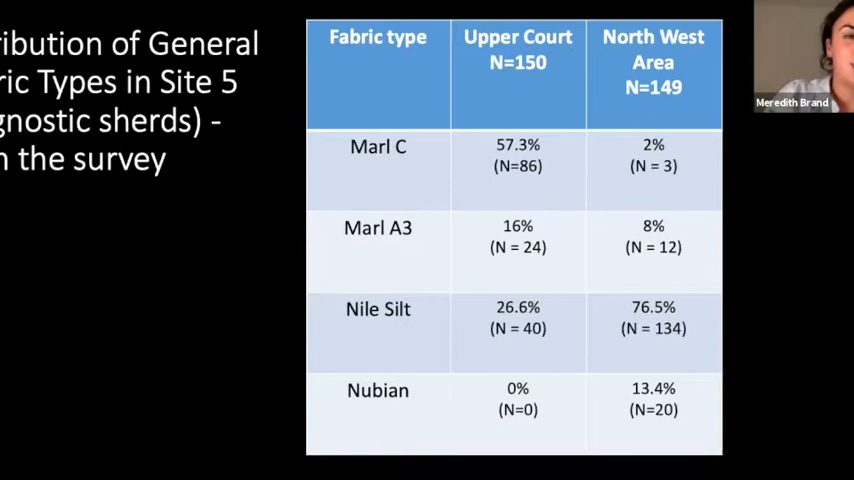 ribution of General
ric Types in Site 5
gnostic sherds) -
n the survey
Fabric type
Upper Court
N=150
North West
Area
N=149
Marl C
57.3%
(N=86)
2%
(N = 3)
Marl A3
16%
(N = 24)
8%
(N = 12)
Nile Silt
26.6%
(N = 40)
76.5%
(N = 134)
Nubian
0%
(N=0)
13.4%
(N=20)
Meredith Brand